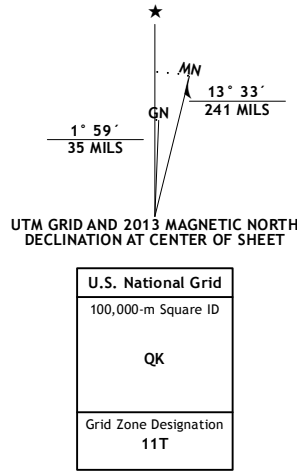 ★
MN
GN
13° 33´
241 MILS
1° 59´
35 MILS
UTM GRID AND 2013 MAGNETIC NORTH
DECLINATION AT CENTER OF SHEET
U.S. National Grid
100,000-m Square ID
QK
Grid Zone Designation
11T